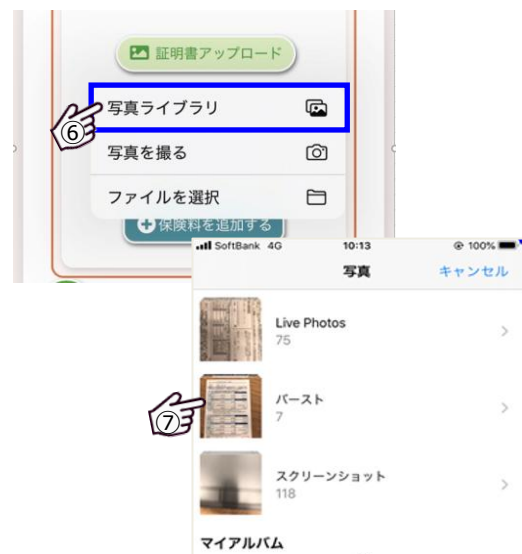 証明書アップロード
⑥
写真ライブラリ
写真を撮る
ファイルを選択
保険料を追加する
SoftBank 4G 10:13 100%
写真 キャンセル
Live Photos
75
⑦
バースト
7
スクリーンショット
118
マイアルバム